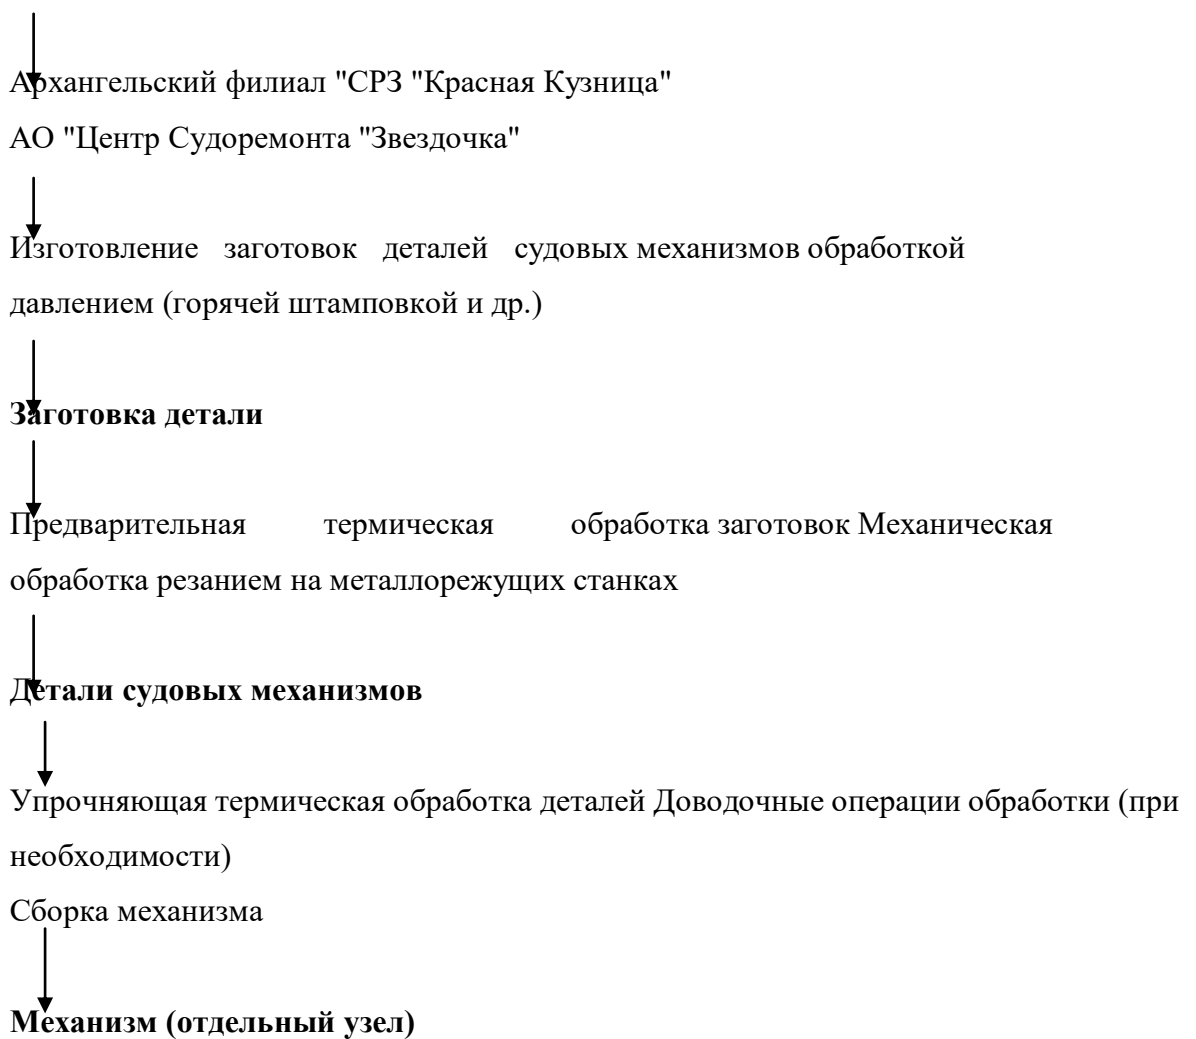 Архангельский филиал "СРЗ "Красная Кузница"
АО "Центр Судоремонта "Звездочка"
Изготовление заготовок деталей судовых механизмов обработкой
давлением (горячей штамповкой и др.)
Заготовка детали
Предварительная термическая обработка заготовок Механическая
обработка резанием на металлорежущих станках
Детали судовых механизмов
Упрочняющая термическая обработка деталей Доводочные операции обработки (при
необходимости)
Сборка механизма
Механизм (отдельный узел)